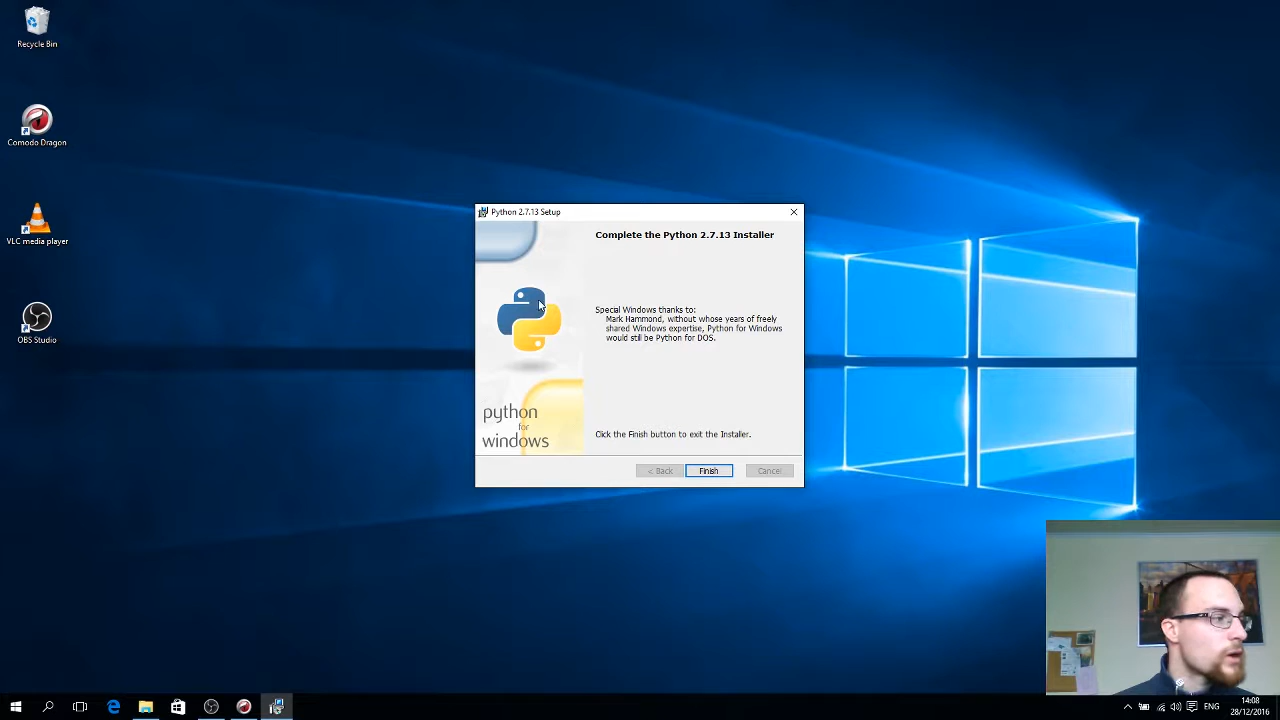 Recycle Bin
Comodo Dragon
VLC media player
OBS Studio
Python 2.7.13 Setup
Complete the Python 2.7.13 Installer
Special Windows thanks to:
Mark Hammond, without whose years of freely
shared Windows expertise, Python for Windows
would still be Python for DOS.
python
for
windows
Click the Finish button to exit the Installer.
< Back
Finish
Cancel
ENG
14:08
28/12/2016